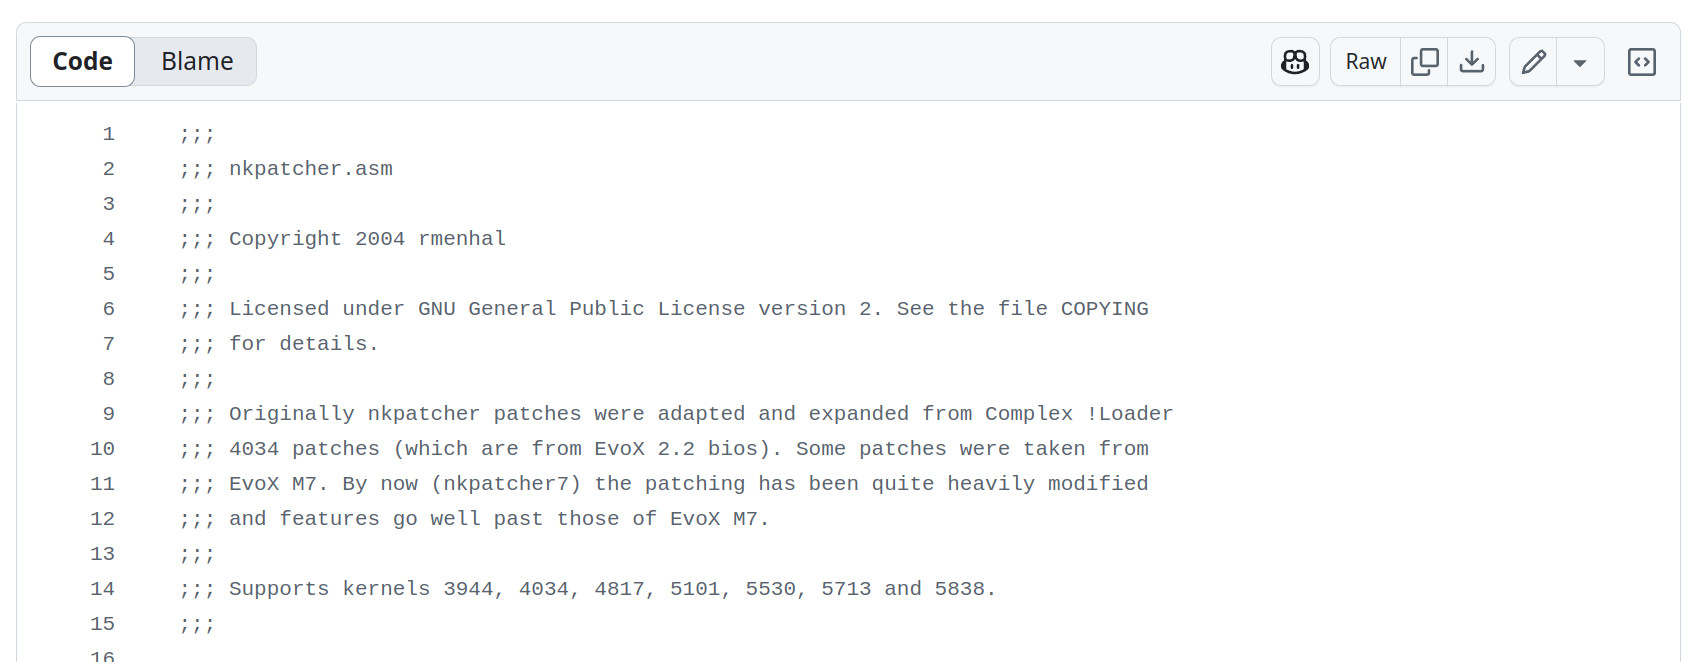 Code Blame Raw
1 ;;;
2 ;;; nkpatcher.asm
3 ;;;
4 ;;; Copyright 2004 rmenhal
5 ;;;
6 ;;; Licensed under GNU General Public License version 2. See the file COPYING
7 ;;; for details.
8 ;;;
9 ;;; Originally nkpatcher patches were adapted and expanded from Complex !Loader
10 ;;; 4034 patches (which are from EvoX 2.2 bios). Some patches were taken from
11 ;;; EvoX M7. By now (nkpatcher7) the patching has been quite heavily modified
12 ;;; and features go well past those of EvoX M7.
13 ;;;
14 ;;; Supports kernels 3944, 4034, 4817, 5101, 5530, 5713 and 5838.
15 ;;;
16